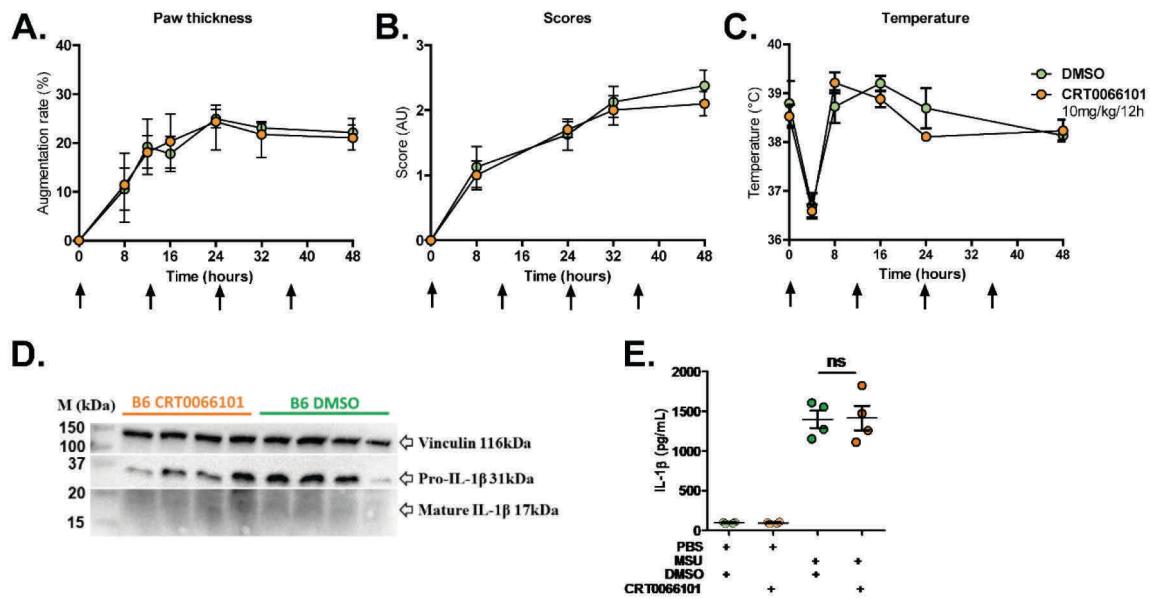 A.
Paw thickness
Augmentation rate (%)
40
30
20
10
0
0 8 16 24 32 40 48
Time (hours)
B.
Scores
Score (AU)
3
2
1
0
0 8 16 24 32 40 48
Time (hours)
C.
Temperature
Temperature (°C)
40
39
38
37
36
0 8 16 24 32 40 48
Time (hours)
DMSO
CRT0066101
10mg/kg/12h
D.
M (kDa)
B6 CRT0066101 B6 DMSO
150
100
37
20
15
Vinculin 116kDa
Pro-IL-1β 31kDa
Mature IL-1β 17kDa
E.
ns
IL-1β (pg/mL)
2000
1500
1000
500
0
PBS + +
MSU + +
DMSO + +
CRT0066101 + +